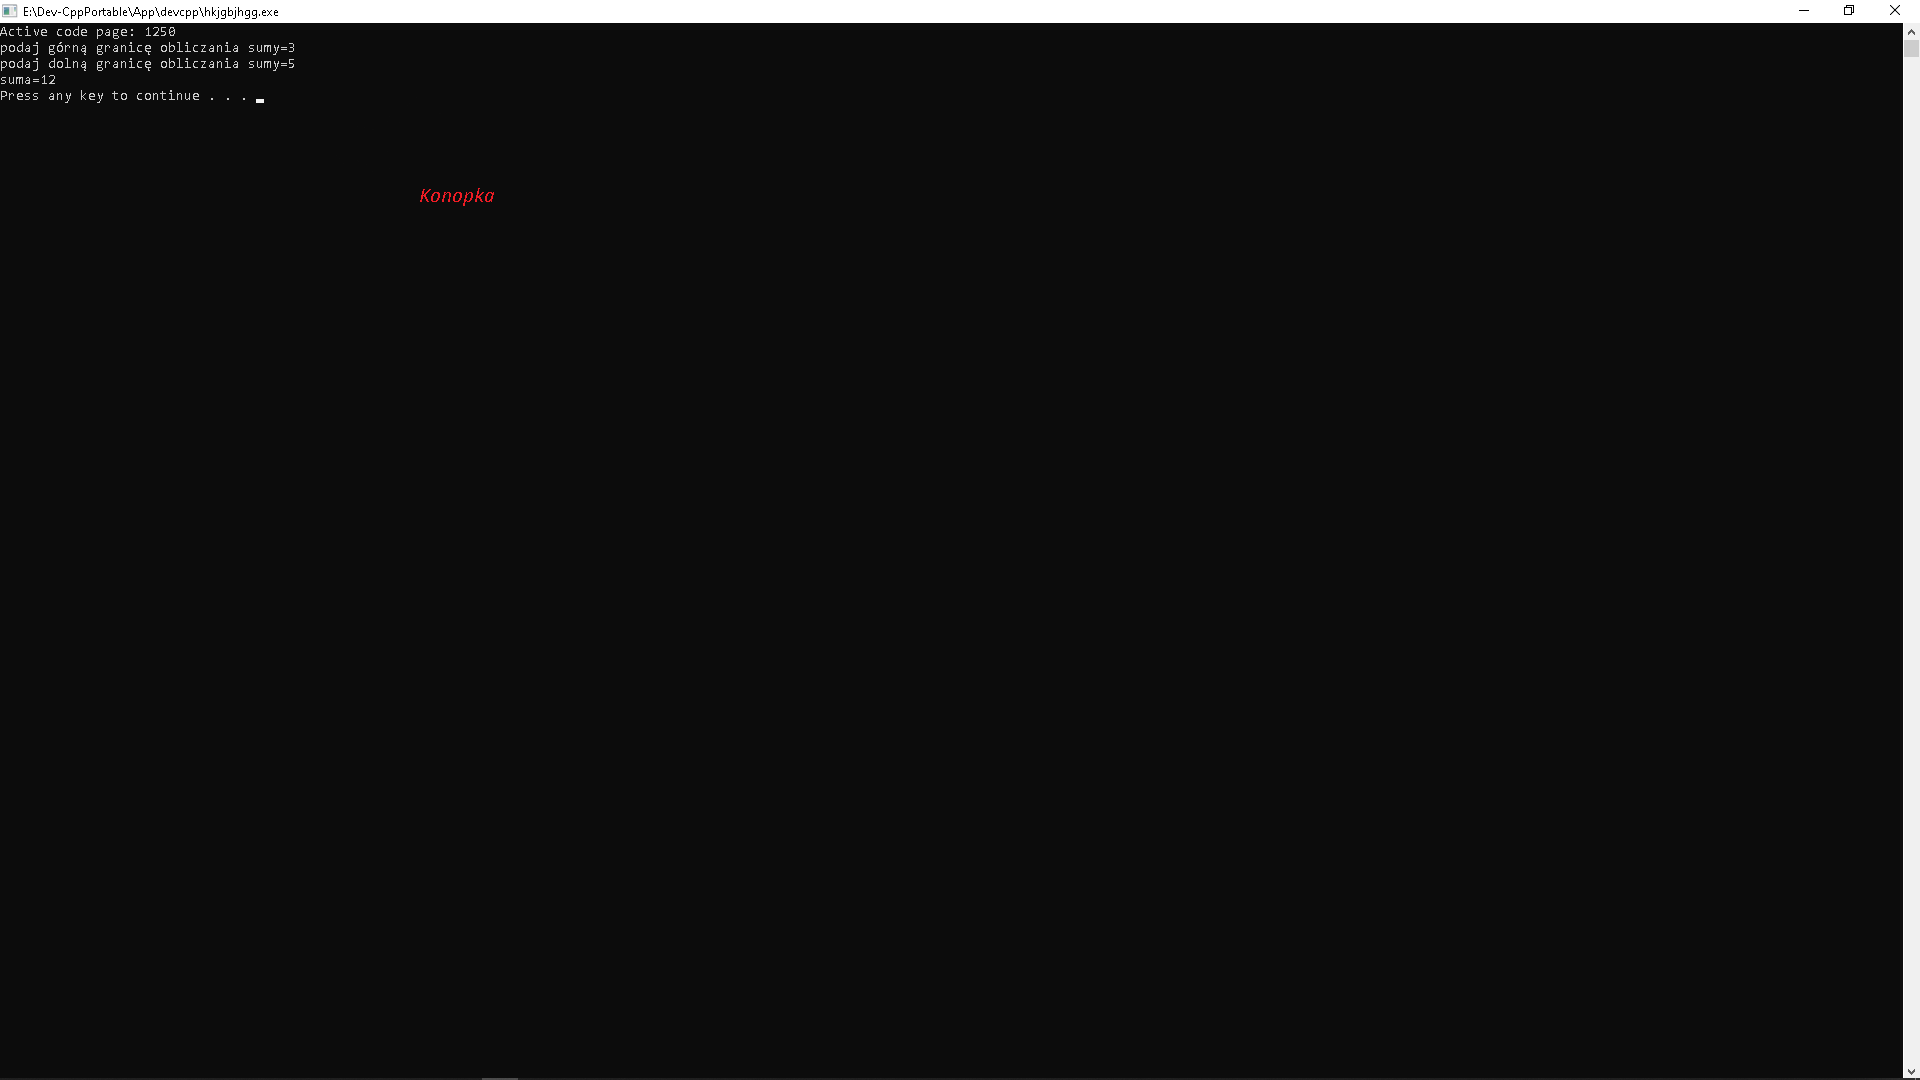 E:\Dev-CppPortable\App\devcpp\hkjgbjhgg.exe
Active code page: 1250
podaj górną granicę obliczania sumy=3
podaj dolną granicę obliczania sumy=5
suma=12
Press any key to continue . . .
Konopka